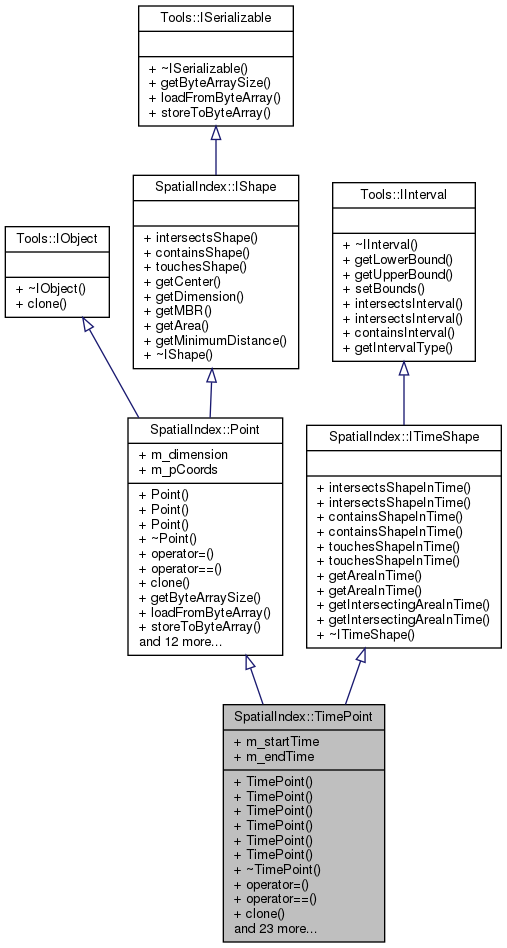 Tools::ISerializable
+ ~ISerializable()
+ getByteArraySize()
+ loadFromByteArray()
+ storeToByteArray()
SpatialIndex::IShape
+ intersectsShape()
+ containsShape()
+ touchesShape()
+ getCenter()
+ getDimension()
+ getMBR()
+ getArea()
+ getMinimumDistance()
+ ~IShape()
Tools::IInterval
+ ~IInterval()
+ getLowerBound()
+ getUpperBound()
+ setBounds()
+ intersectsInterval()
+ intersectsInterval()
+ containsInterval()
+ getIntervalType()
Tools::IObject
+ ~IObject()
+ clone()
SpatialIndex::Point
+ m_dimension
+ m_pCoords
+ Point()
+ Point()
+ Point()
+ ~Point()
+ operator=()
+ operator==()
+ clone()
+ getByteArraySize()
+ loadFromByteArray()
+ storeToByteArray()
and 12 more...
SpatialIndex::ITimeShape
+ intersectsShapeInTime()
+ intersectsShapeInTime()
+ containsShapeInTime()
+ containsShapeInTime()
+ touchesShapeInTime()
+ touchesShapeInTime()
+ getAreaInTime()
+ getAreaInTime()
+ getIntersectingAreaInTime()
+ getIntersectingAreaInTime()
+ ~ITimeShape()
SpatialIndex::TimePoint
+ m_startTime
+ m_endTime
+ TimePoint()
+ TimePoint()
+ TimePoint()
+ TimePoint()
+ TimePoint()
+ TimePoint()
+ ~TimePoint()
+ operator=()
+ operator==()
+ clone()
and 23 more...